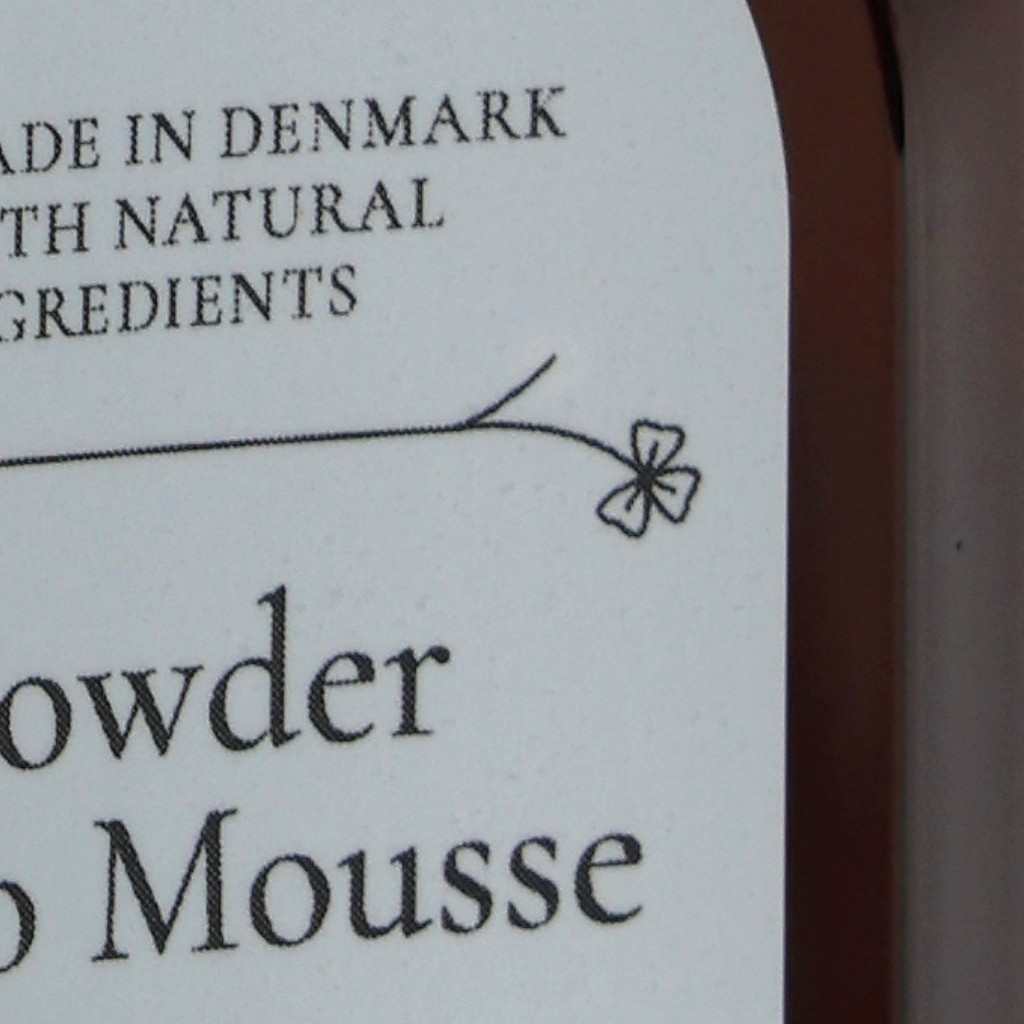 ADE IN DENMARK
TH NATURAL
GREDIENTS
owder
o Mousse